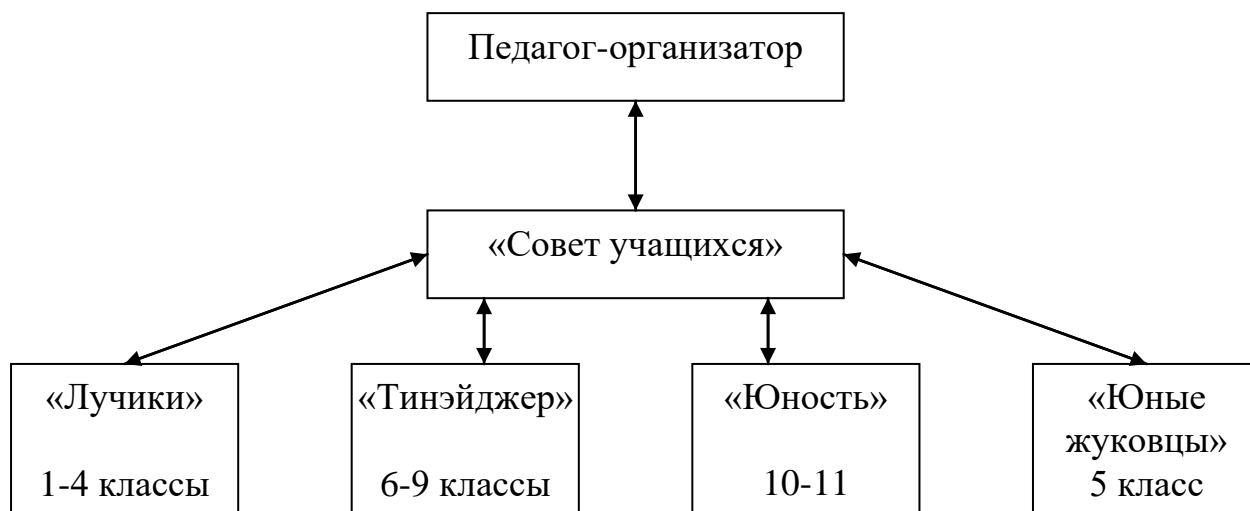 Педагог-организатор
«Совет учащихся»
«Лучики»
1-4 классы
«Тинэйджер»
6-9 классы
«Юность»
10-11
«Юные
жуковцы»
5 класс